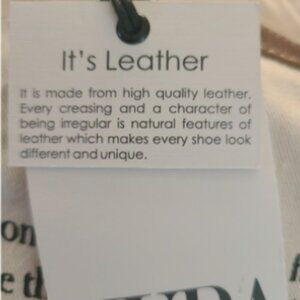 It's Leather
It is made from high quality leather.
Every creasing and a character of
being irregular is natural features of
leather which makes every shoe look
different and unique.
on